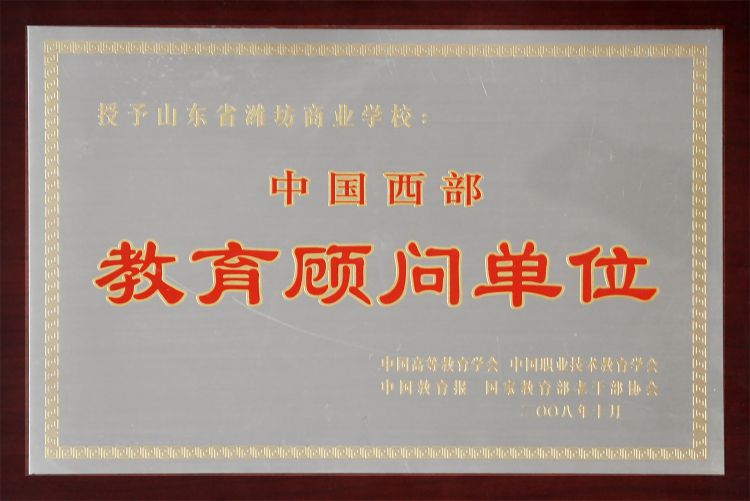 授予山东省潍坊商业学校：
中国西部
教育顾问单位
中国高等教育学会 中国职业技术教育学会
中国教育报 国家教育部老干部协会
二〇〇八年十月